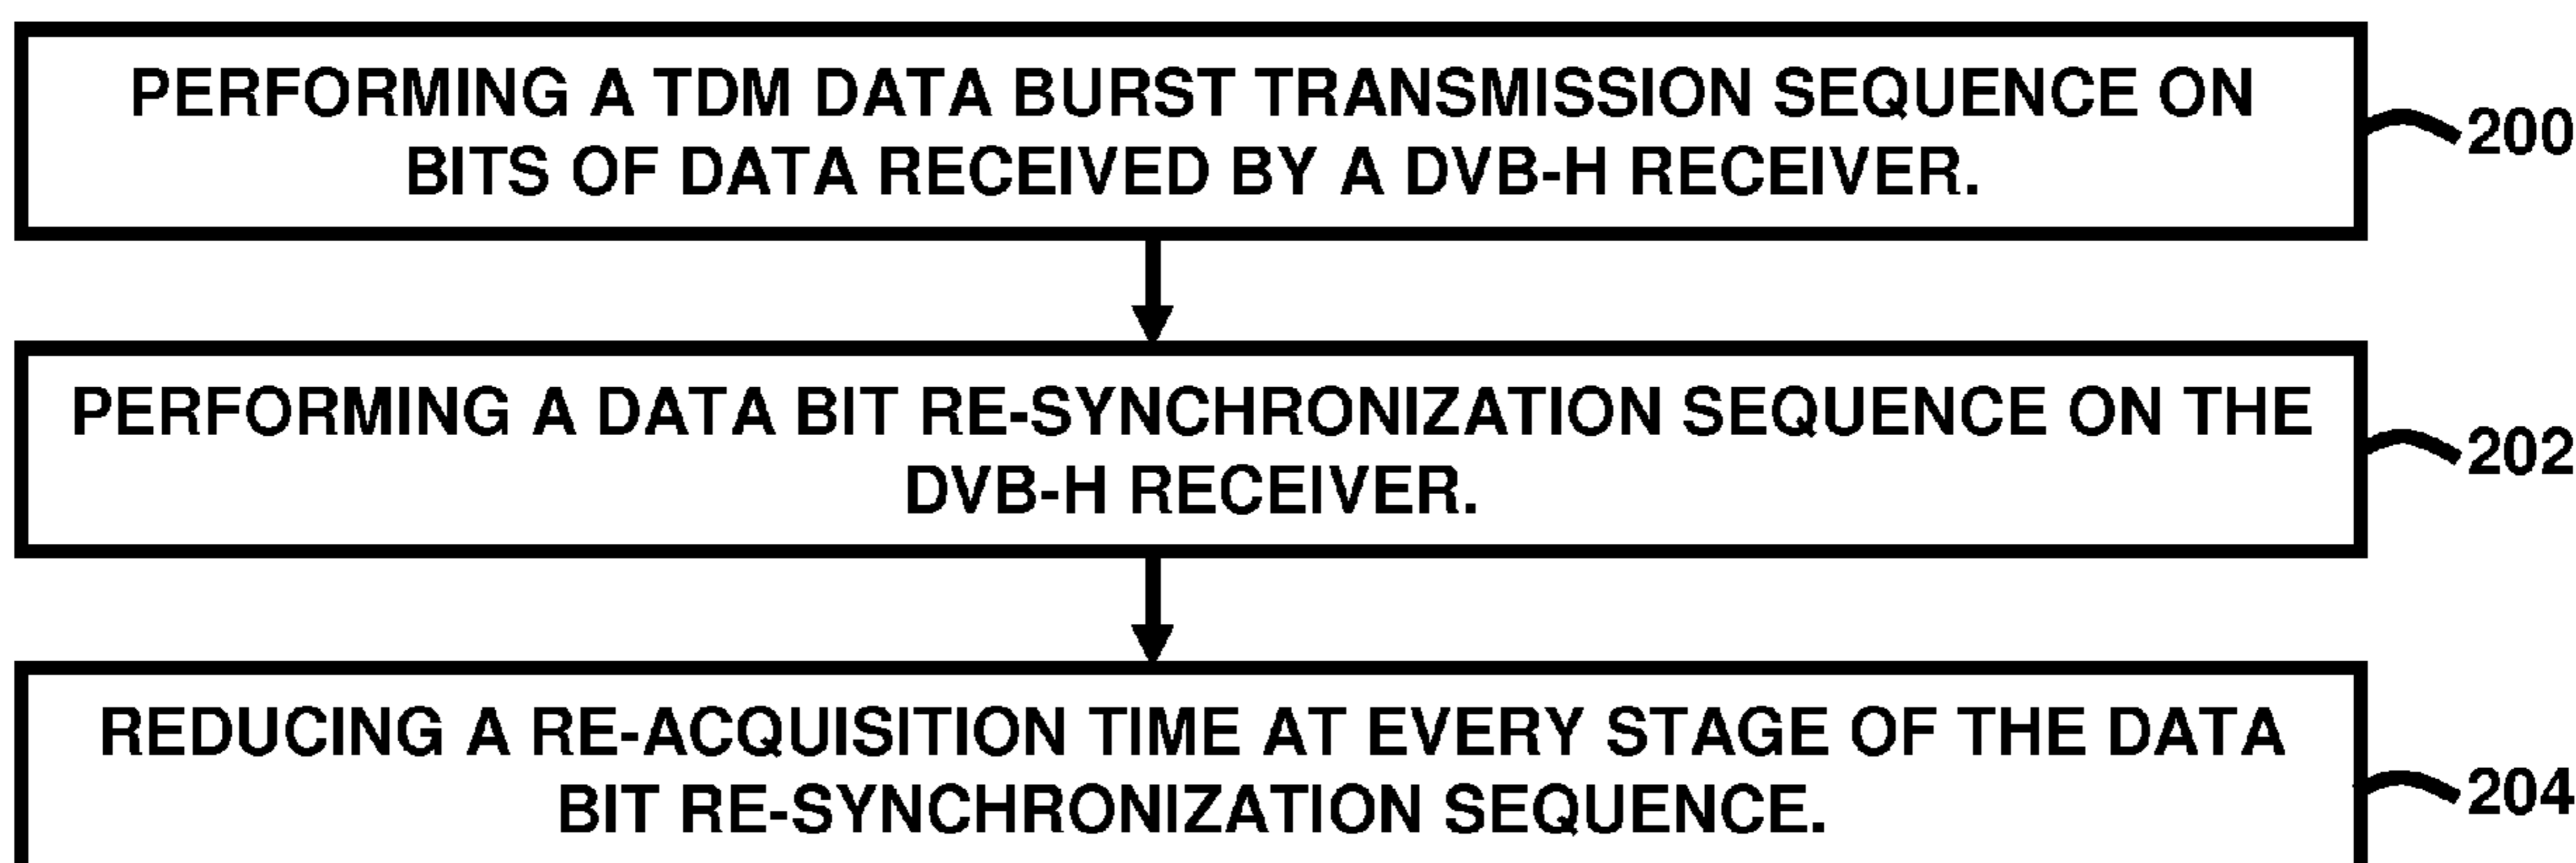 PERFORMING A TDM DATA BURST TRANSMISSION SEQUENCE ON
BITS OF DATA RECEIVED BY A DVB-H RECEIVER.
200
PERFORMING A DATA BIT RE-SYNCHRONIZATION SEQUENCE ON THE
DVB-H RECEIVER.
202
REDUCING A RE-ACQUISITION TIME AT EVERY STAGE OF THE DATA
BIT RE-SYNCHRONIZATION SEQUENCE.
204